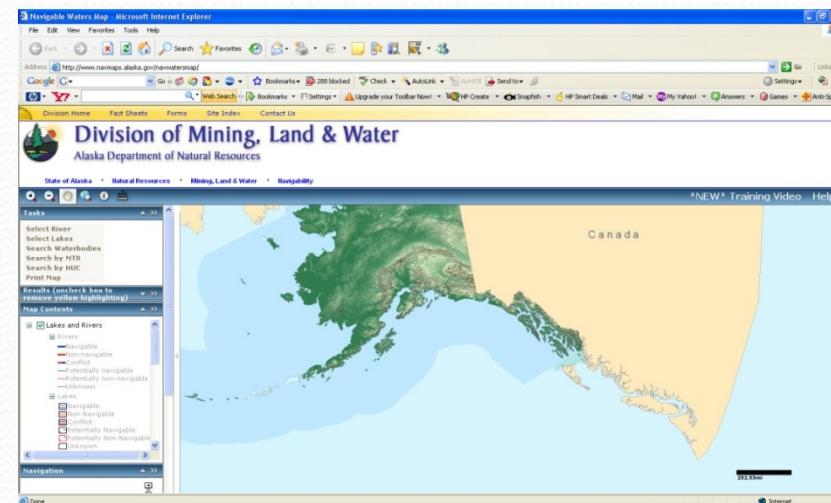 Navigable Waters Map - Microsoft Internet Explorer
File Edit View Favorites Tools Help
Back Search Favorites
Address http://www.navmaps.alaska.gov/navwatersmap/ Go Links
Google Go Bookmarks 200 blocked Check AutoLink AutoFill Send to Settings
Y! Web Search Bookmarks Settings Upgrade your Toolbar Now! HP Create Snapfish HP Smart Deals Mail My Yahoo! Answers Games Anti-Sp
Division Home Fact Sheets Forms Site Index Contact Us
Division of Mining, Land & Water
Alaska Department of Natural Resources
State of Alaska Natural Resources Mining, Land & Water Navigability
*NEW* Training Video Help
Tasks
Select River
Select Lakes
Search Waterbodies
Search by MTR
Search by HUC
Print Map
Results (uncheck box to
remove yellow highlighting)
Map Contents
Lakes and Rivers
Rivers
Navigable
Non-navigable
Conflict
Potentially navigable
Potentially non-navigable
Unknown
Lakes
Navigable
Non-Navigable
Conflict
Potentially Navigable
Potentially Non-Navigable
Unknown
Navigation
Canada
252.53mi
Done Internet